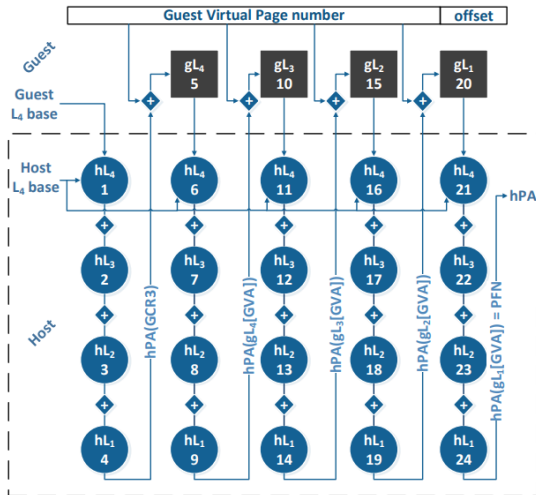 Guest Virtual Page number offset
Guest
gL₄ gL₃ gL₂ gL₁
5 10 15 20
Guest
L₄ base
Host
L₄ base
hL₄ hL₄ hL₄ hL₄ hL₄
1 6 11 16 21
hPA
hL₃ hL₃ hL₃ hL₃ hL₃
2 7 12 17 22
Host
hPA(GCR3)
hPA(gL₄[GVA])
hPA(gL₃[GVA])
hPA(gL₂[GVA])
hPA(gL₁[GVA]) = PFN
hL₂ hL₂ hL₂ hL₂ hL₂
3 8 13 18 23
hL₁ hL₁ hL₁ hL₁ hL₁
4 9 14 19 24